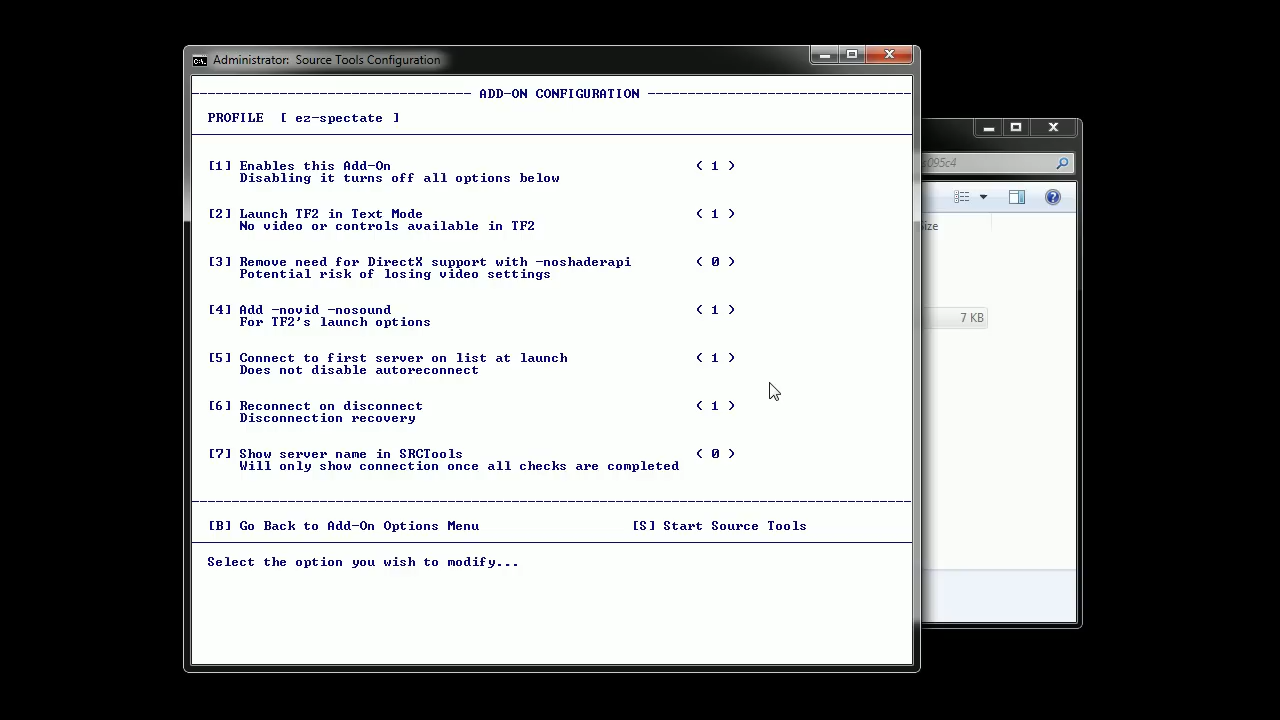 Administrator:  Source Tools Configuration
ADD-ON CONFIGURATION
PROFILE  [ ez-spectate ]
[1] Enables this Add-On ( 1 )
Disabling it turns off all options below
[2] Launch TF2 in Text Mode ( 1 )
No video or controls available in TF2
[3] Remove need for DirectX support with -noshaderapi ( 0 )
Potential risk of losing video settings
[4] Add -novid -nosound ( 1 )
For TF2's launch options
[5] Connect to first server on list at launch ( 1 )
Does not disable autoreconnect
[6] Reconnect on disconnect ( 1 )
Disconnection recovery
[7] Show server name in SRCTools ( 0 )
Will only show connection once all checks are completed
[B] Go Back to Add-On Options Menu [S] Start Source Tools
Select the option you wish to modify...
095c4
ize
7 KB